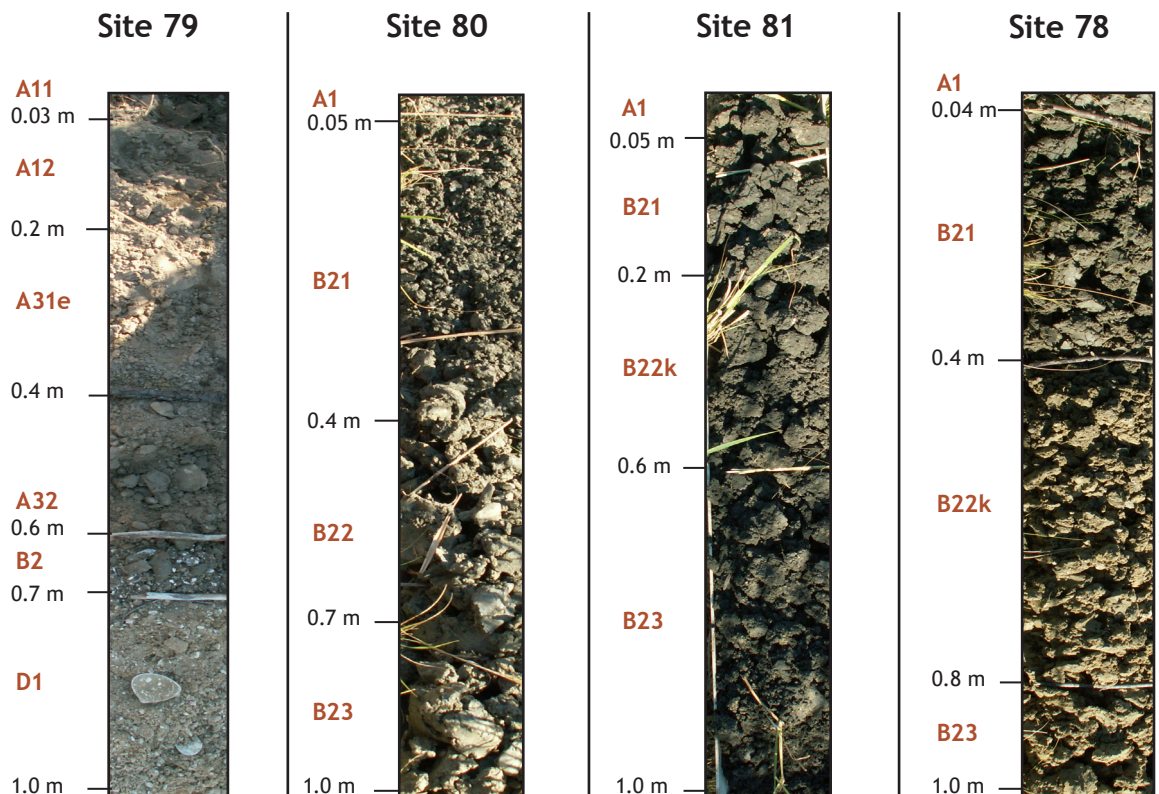 Site 79
A11
0.03 m
A12
0.2 m
A31e
0.4 m
A32
0.6 m
B2
0.7 m
D1
1.0 m
Site 80
A1
0.05 m
B21
0.4 m
B22
0.7 m
B23
1.0 m
Site 81
A1
0.05 m
B21
0.2 m
B22k
0.6 m
B23
1.0 m
Site 78
A1
0.04 m
B21
0.4 m
B22k
0.8 m
B23
1.0 m